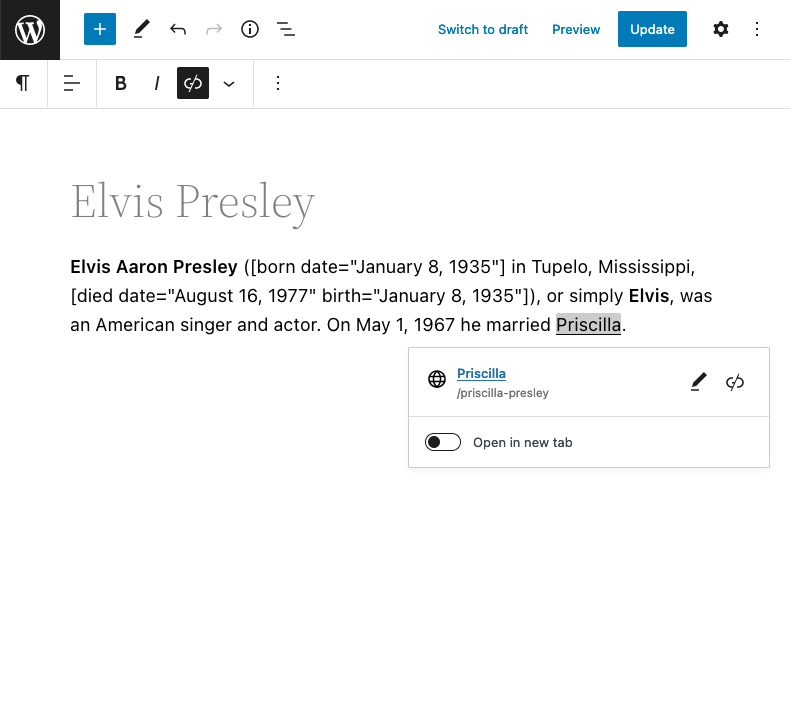 Switch to draft Preview Update
B I
Elvis Presley
Elvis Aaron Presley ([born date="January 8, 1935"] in Tupelo, Mississippi,
[died date="August 16, 1977" birth="January 8, 1935"]), or simply Elvis, was
an American singer and actor. On May 1, 1967 he married Priscilla.
Priscilla
/priscilla-presley
Open in new tab